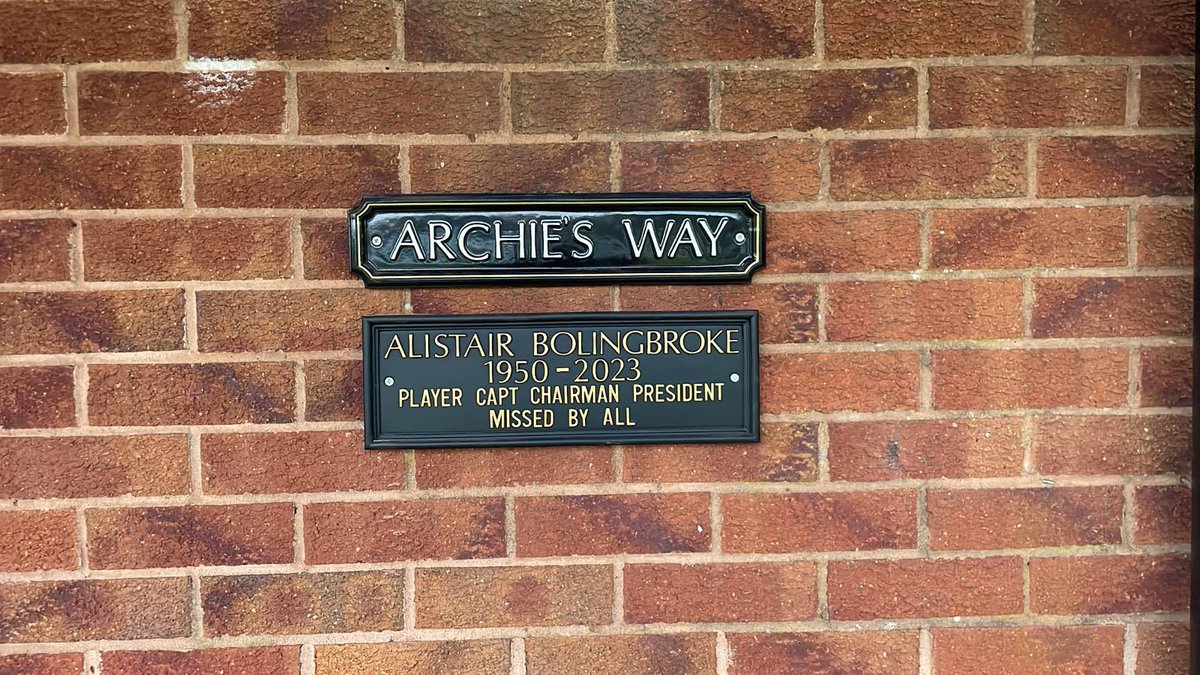 ARCHIE'S WAY
ALISTAIR BOLINGBROKE
1950-2023
PLAYER CAPT CHAIRMAN PRESIDENT
MISSED BY ALL